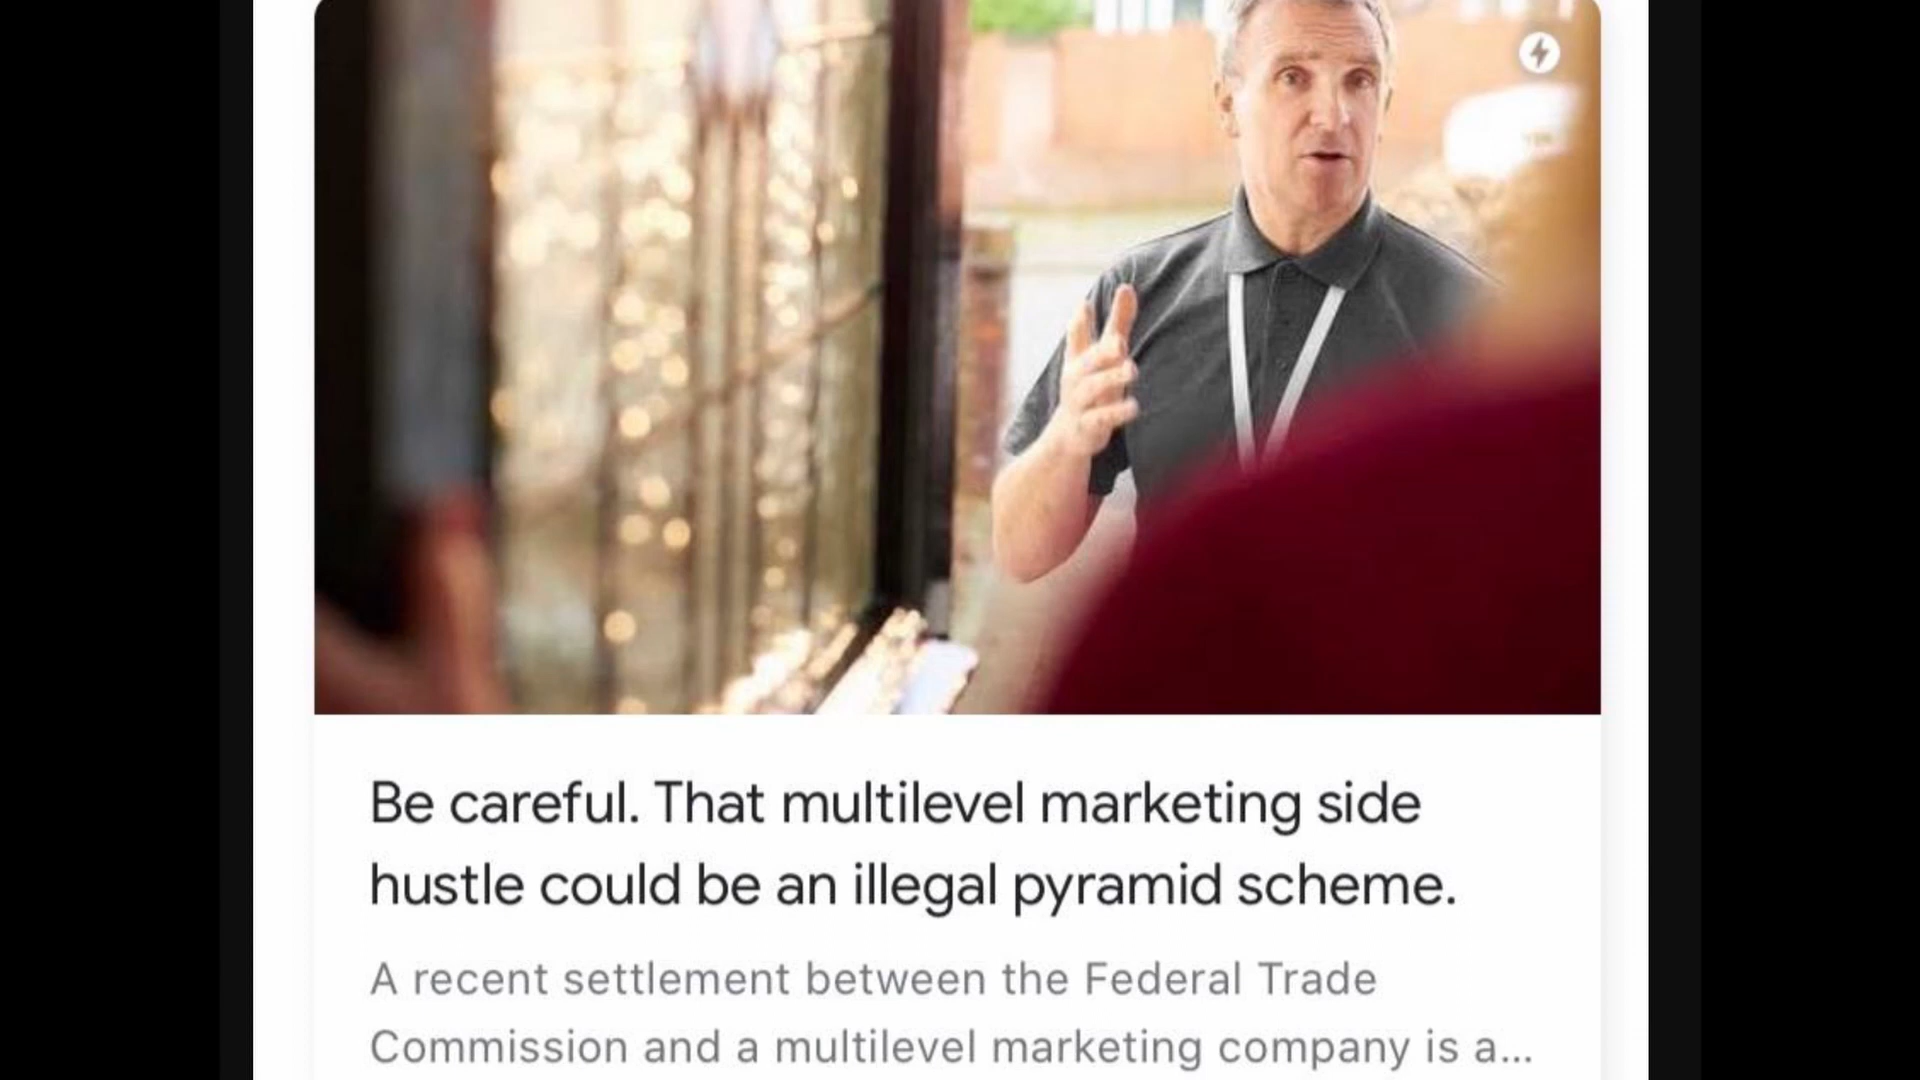 Be careful. That multilevel marketing side
hustle could be an illegal pyramid scheme.
A recent settlement between the Federal Trade
Commission and a multilevel marketing company is a...